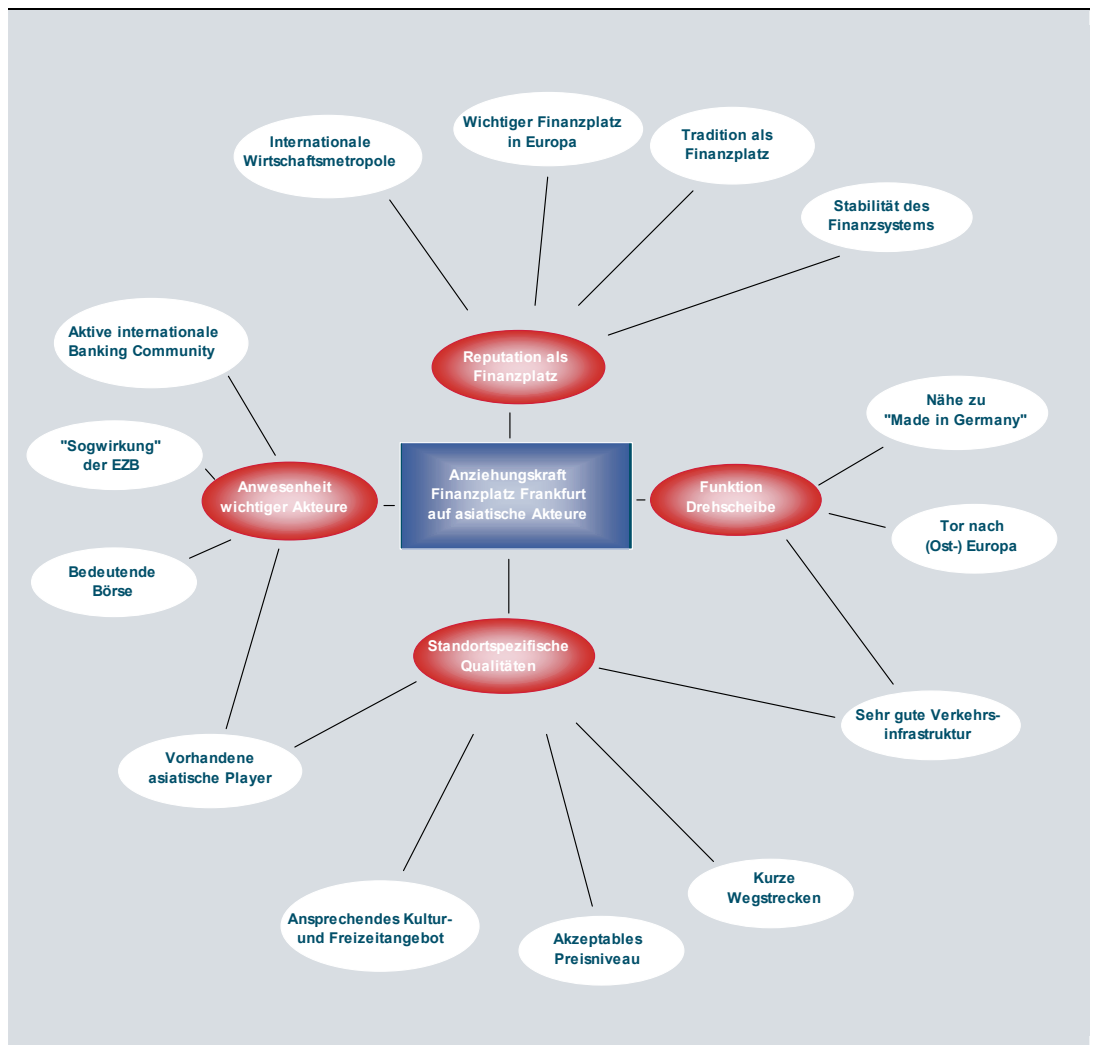 Internationale
Wirtschaftsmetropole
Wichtiger Finanzplatz
in Europa
Tradition als
Finanzplatz
Stabilität des
Finanzsystems
Aktive internationale
Banking Community
Reputation als
Finanzplatz
Nähe zu
"Made in Germany"
"Sogwirkung"
der EZB
Anwesenheit
wichtiger Akteure
Anziehungskraft
Finanzplatz Frankfurt
auf asiatische Akteure
Funktion
Drehscheibe
Tor nach
(Ost-) Europa
Bedeutende
Börse
Standortspezifische
Qualitäten
Sehr gute Verkehrs-
infrastruktur
Vorhandene
asiatische Player
Kurze
Wegstrecken
Ansprechendes Kultur-
und Freizeitangebot
Akzeptables
Preisniveau